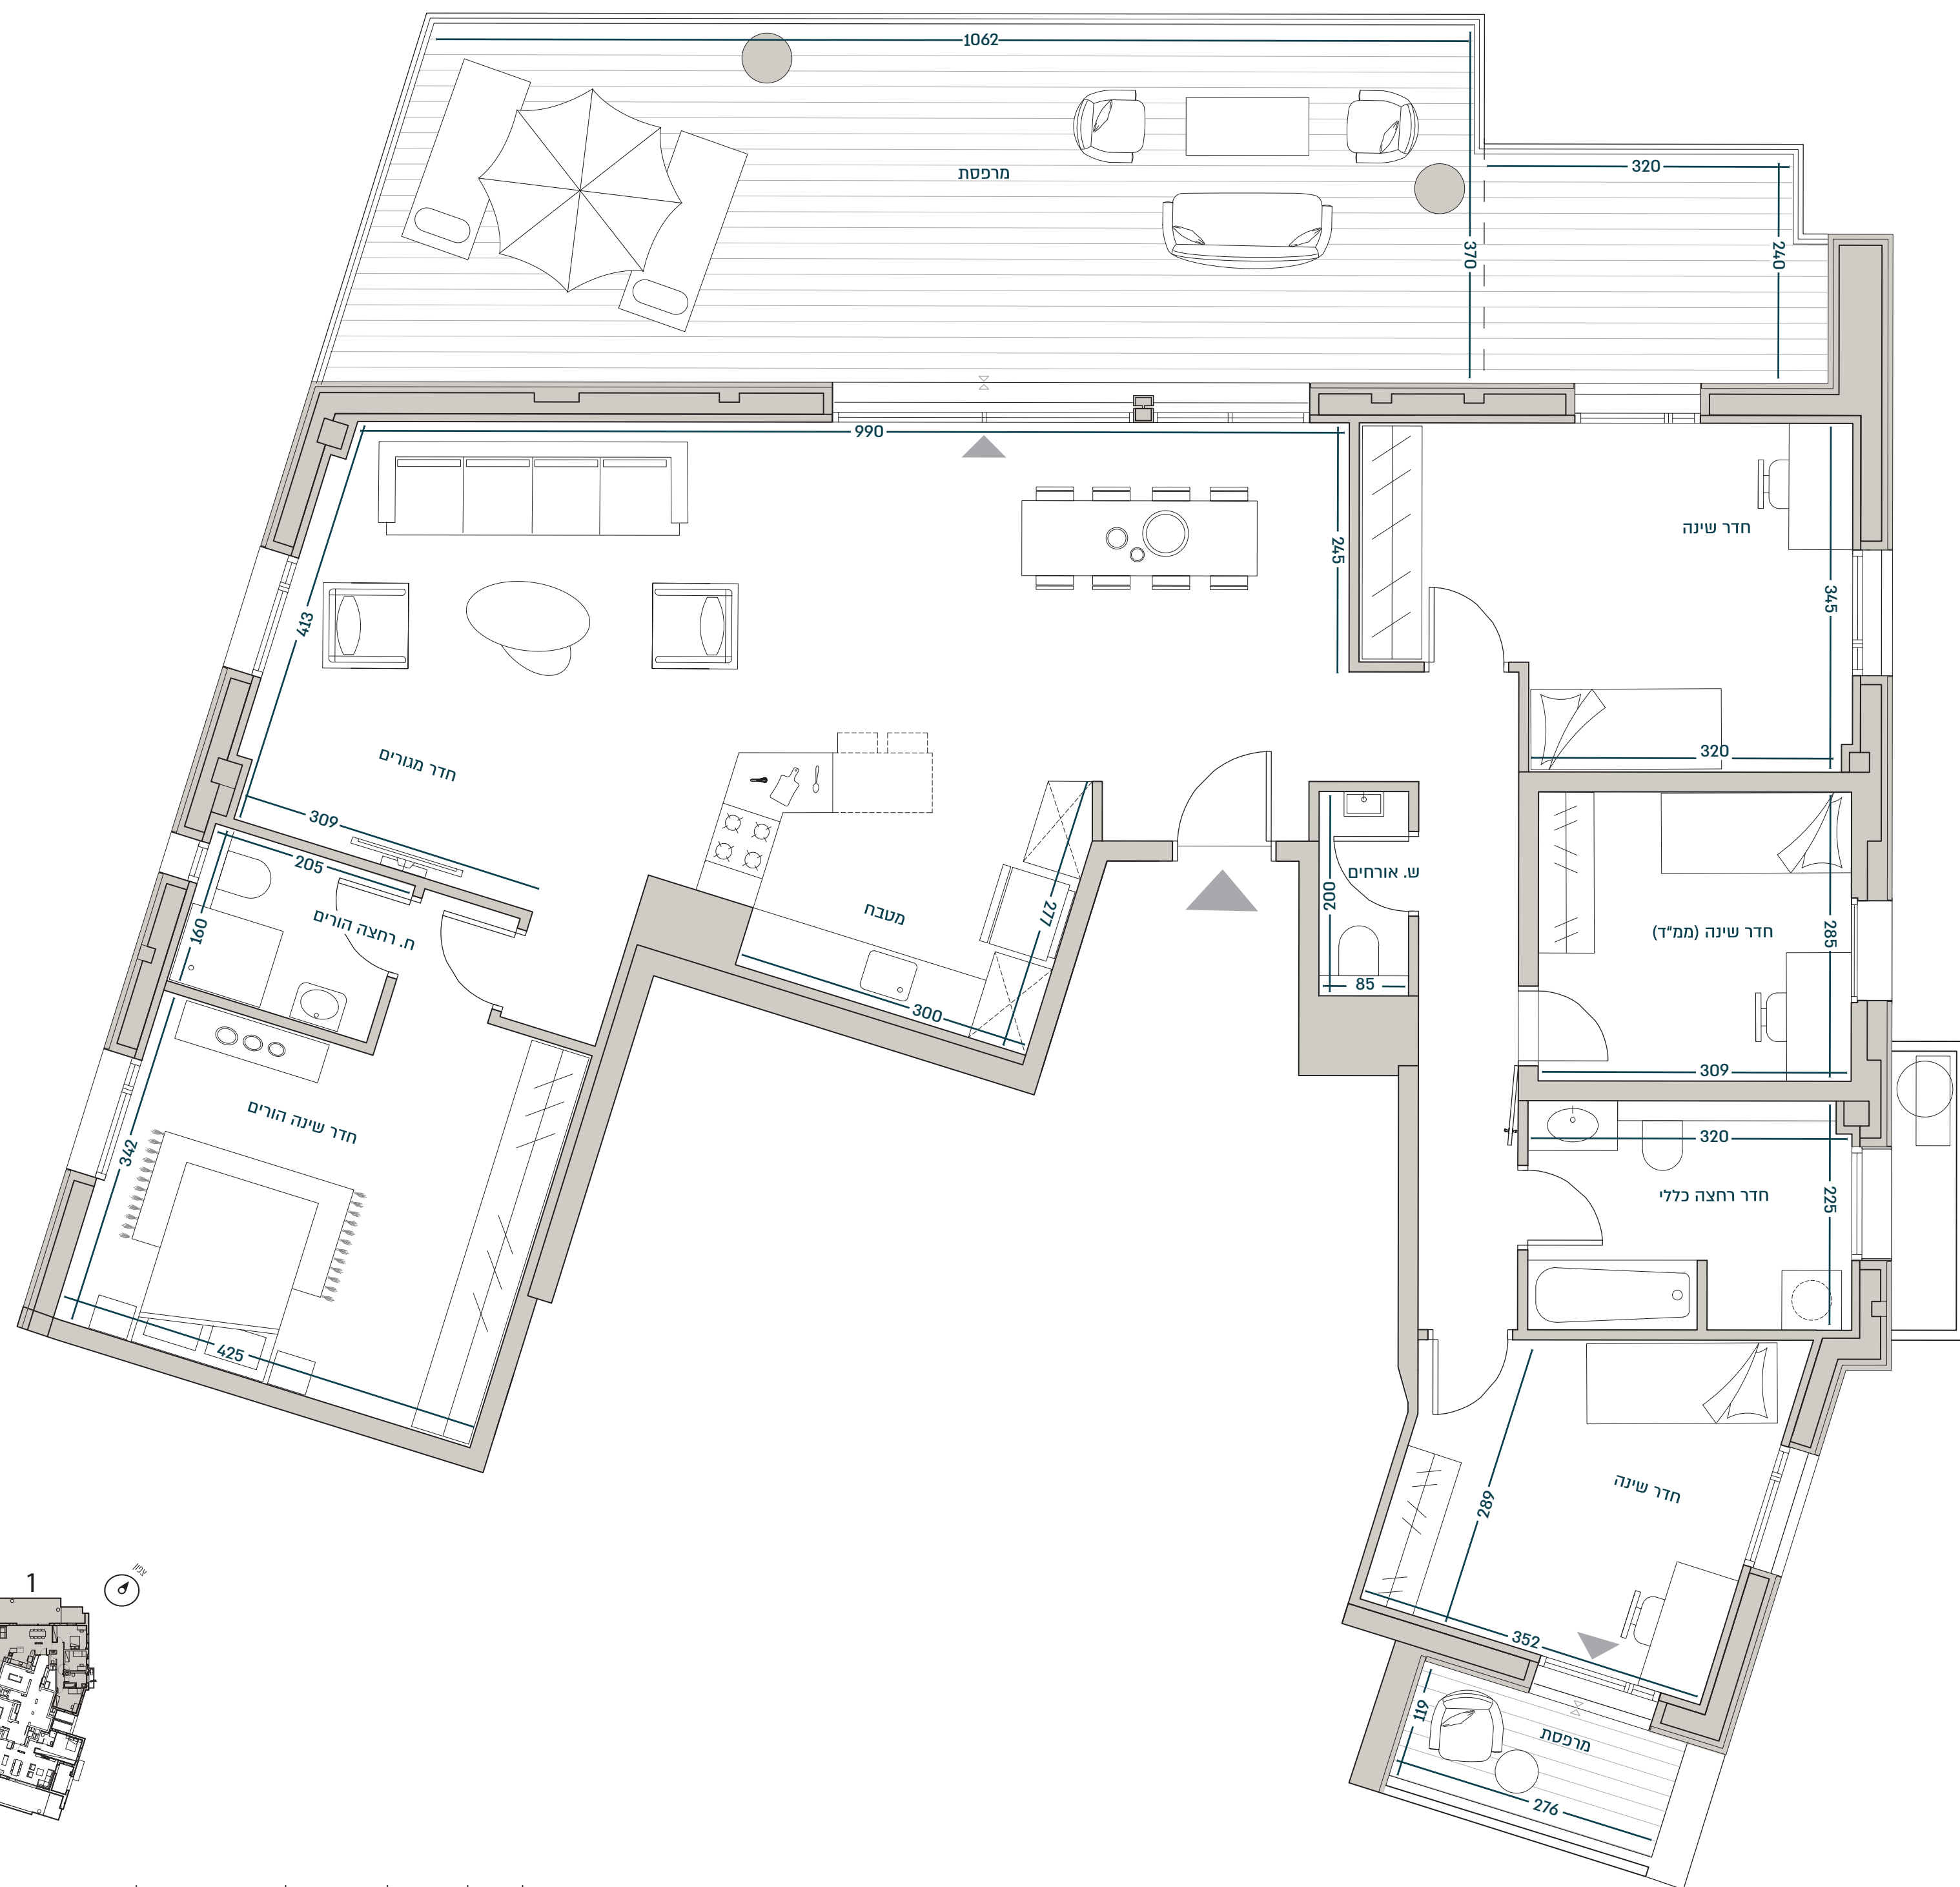 1062
מרפסת
320
370
240
990
245
חדר שינה
345
413
320
חדר מגורים
309
205
ח. רחצה הורים
160
מטבח
277
300
ש. אורחים
200
85
חדר שינה (ממ"ד)
285
309
חדר שינה הורים
342
425
320
חדר רחצה כללי
225
חדר שינה
289
352
119
מרפסת
276
צפון
1